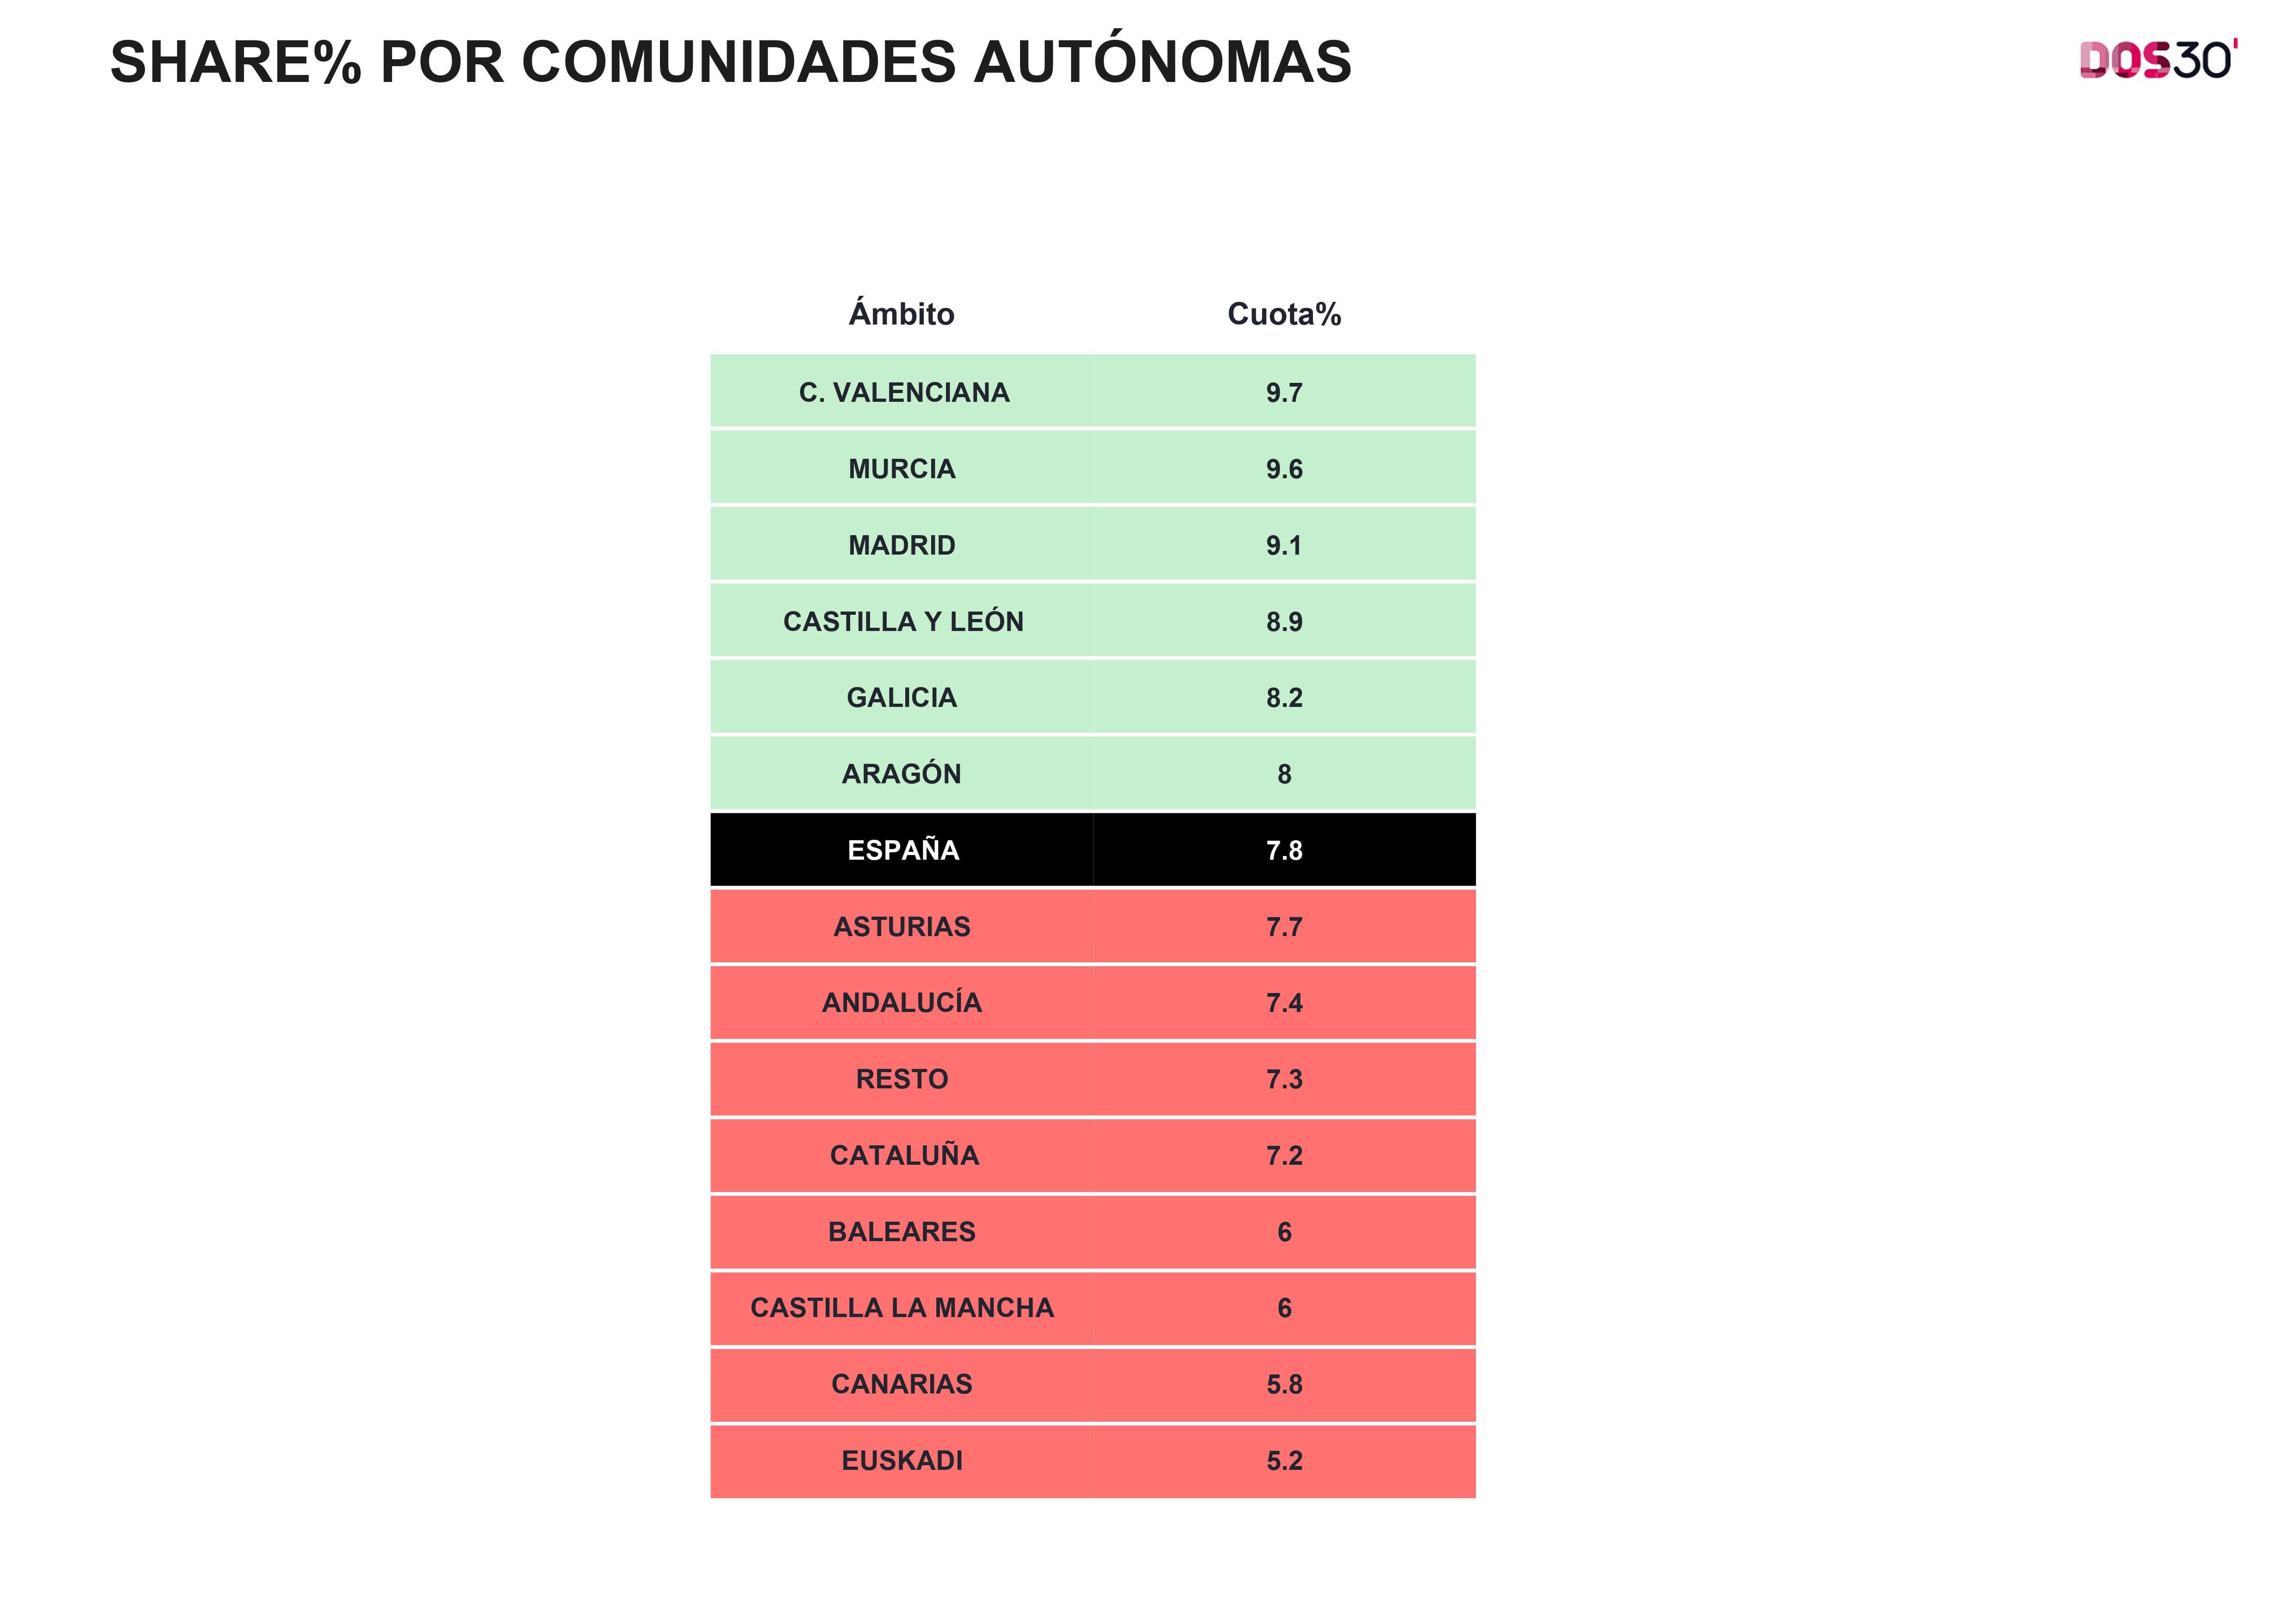 SHARE% POR COMUNIDADES AUTÓNOMAS
DOS30'
Ámbito Cuota%
C. VALENCIANA 9.7
MURCIA 9.6
MADRID 9.1
CASTILLA Y LEÓN 8.9
GALICIA 8.2
ARAGÓN 8
ESPAÑA 7.8
ASTURIAS 7.7
ANDALUCÍA 7.4
RESTO 7.3
CATALUÑA 7.2
BALEARES 6
CASTILLA LA MANCHA 6
CANARIAS 5.8
EUSKADI 5.2